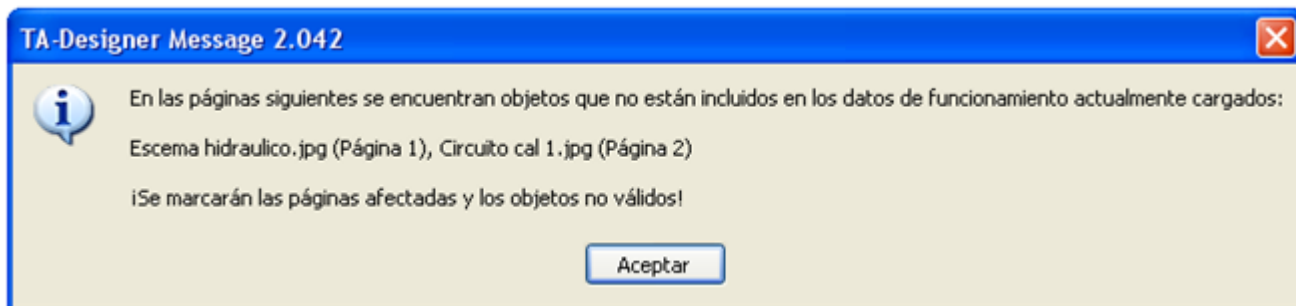 TA-Designer Message 2.042
En las páginas siguientes se encuentran objetos que no están incluidos en los datos de funcionamiento actualmente cargados:
Escema hidraulico.jpg (Página 1), Circuito cal 1.jpg (Página 2)
¡Se marcarán las páginas afectadas y los objetos no válidos!
Aceptar